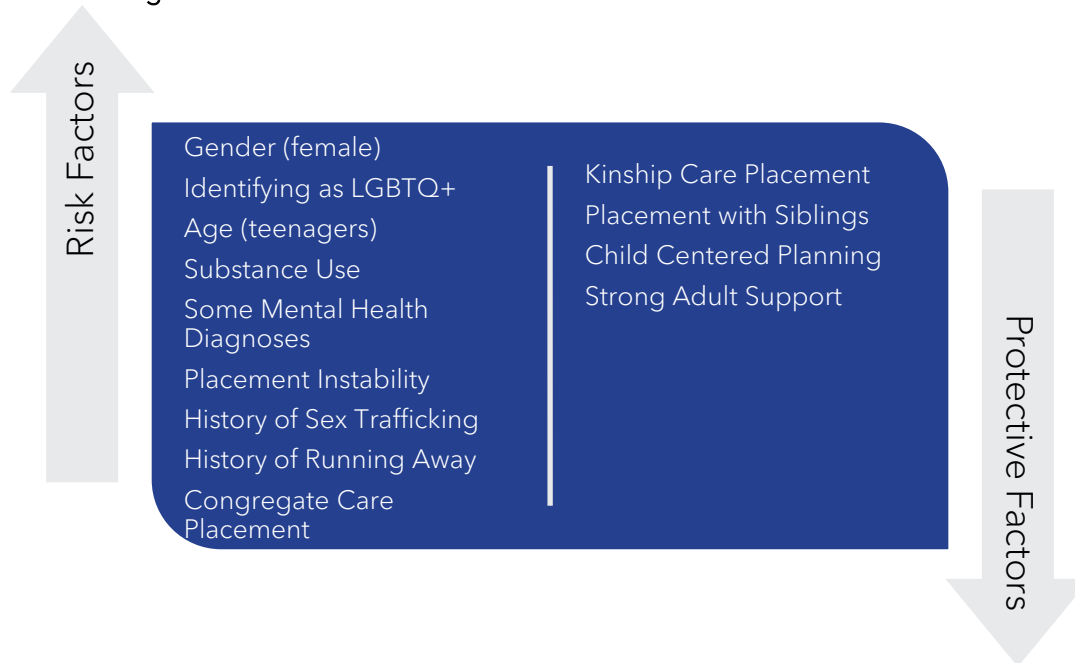 Risk Factors
Gender (female)
Identifying as LGBTQ+
Age (teenagers)
Substance Use
Some Mental Health
Diagnoses
Placement Instability
History of Sex Trafficking
History of Running Away
Congregate Care
Placement
Kinship Care Placement
Placement with Siblings
Child Centered Planning
Strong Adult Support
Protective Factors